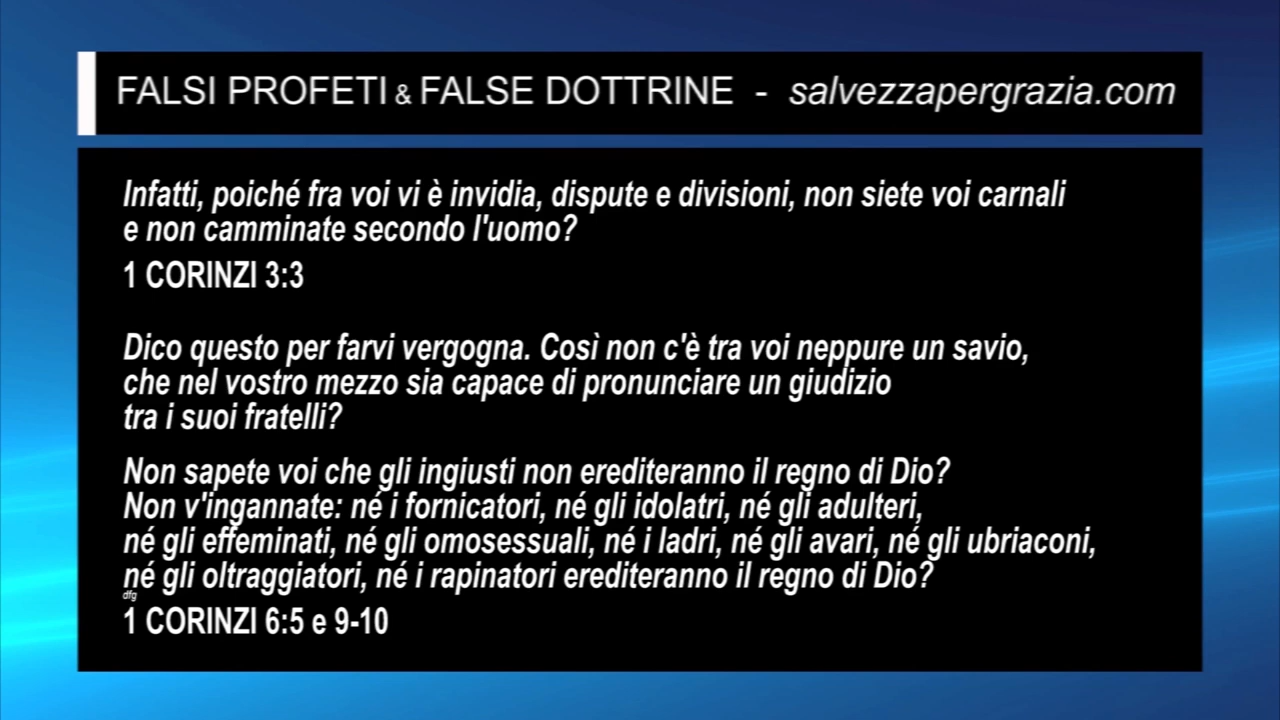 FALSI PROFETI & FALSE DOTTRINE - salvezzapergrazia.com
Infatti, poiché fra voi vi è invidia, dispute e divisioni, non siete voi carnali
e non camminate secondo l'uomo?
1 CORINZI 3:3
Dico questo per farvi vergogna. Così non c'è tra voi neppure un savio,
che nel vostro mezzo sia capace di pronunciare un giudizio
tra i suoi fratelli?
Non sapete voi che gli ingiusti non erediteranno il regno di Dio?
Non v'ingannate: né i fornicatori, né gli idolatri, né gli adulteri,
né gli effeminati, né gli omosessuali, né i ladri, né gli avari, né gli ubriaconi,
né gli oltraggiatori, né i rapinatori erediteranno il regno di Dio?
dfg
1 CORINZI 6:5 e 9-10